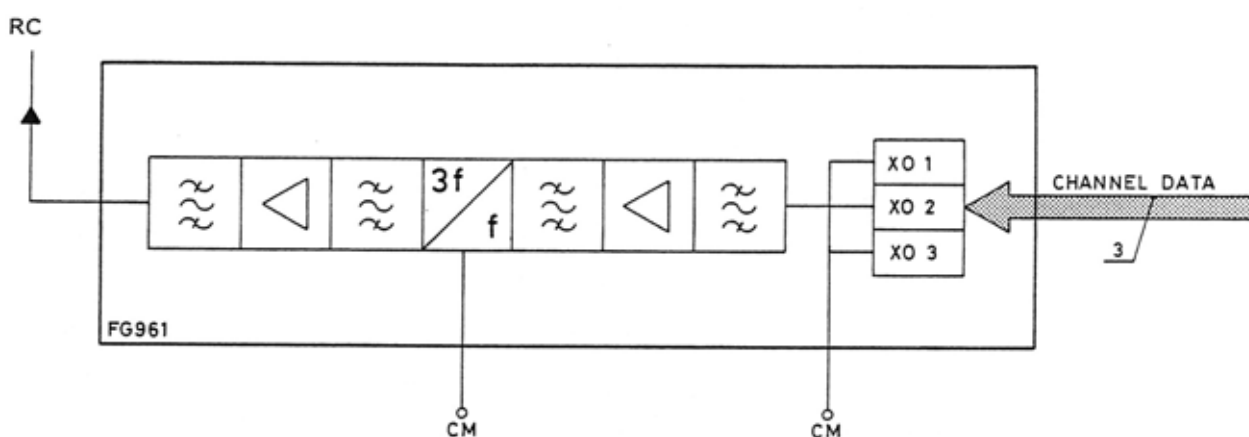 RC
XO 1
3f
CHANNEL DATA
f
XO 2
XO 3
3
FG961
CM
CM